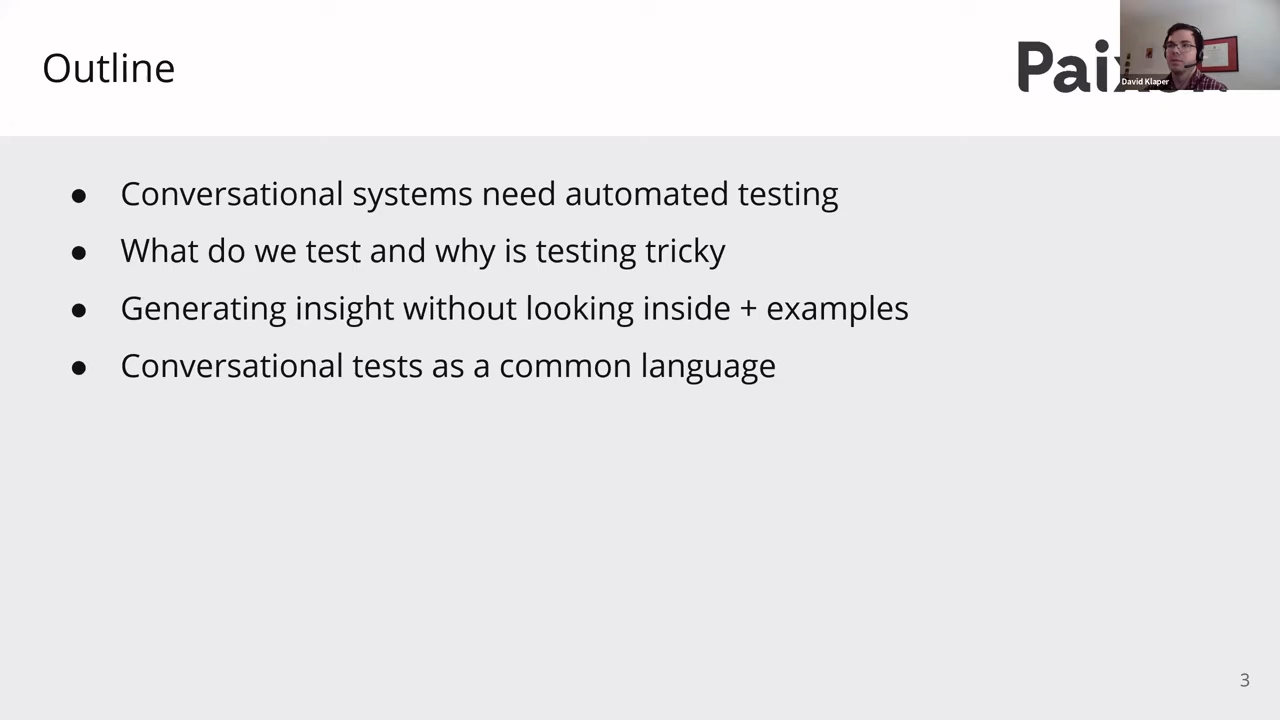 Outline
David Klaper
● Conversational systems need automated testing
● What do we test and why is testing tricky
● Generating insight without looking inside + examples
● Conversational tests as a common language
3